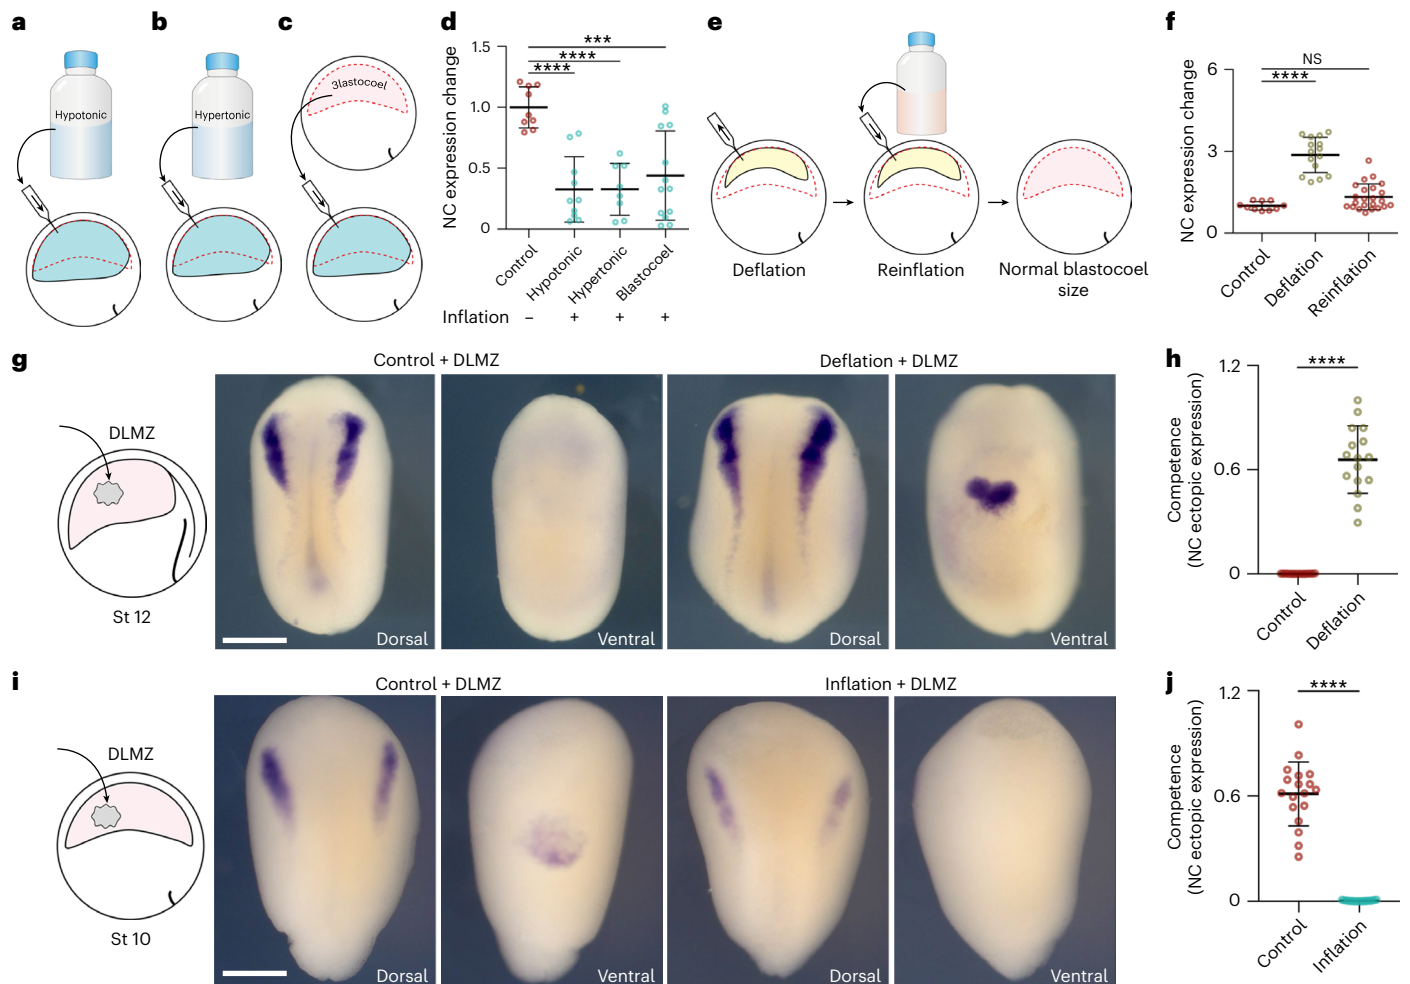 a
b
c
d
e
f
Hypotonic
Hypertonic
3lastocoel
NC expression change
1.5
1.0
0.5
0
***
****
****
Control
Hypotonic
Hypertonic
Blastocoel
Inflation − + + +
Deflation
Reinflation
Normal blastocoel
size
NC expression change
6
3
0
NS
****
Control
Deflation
Reinflation
g
Control + DLMZ
Deflation + DLMZ
DLMZ
St 12
Dorsal
Ventral
Dorsal
Ventral
h
Competence
(NC ectopic expression)
1.2
0.6
0
****
Control
Deflation
i
Control + DLMZ
Inflation + DLMZ
DLMZ
St 10
Dorsal
Ventral
Dorsal
Ventral
j
Competence
(NC ectopic expression)
1.2
0.6
0
****
Control
Inflation